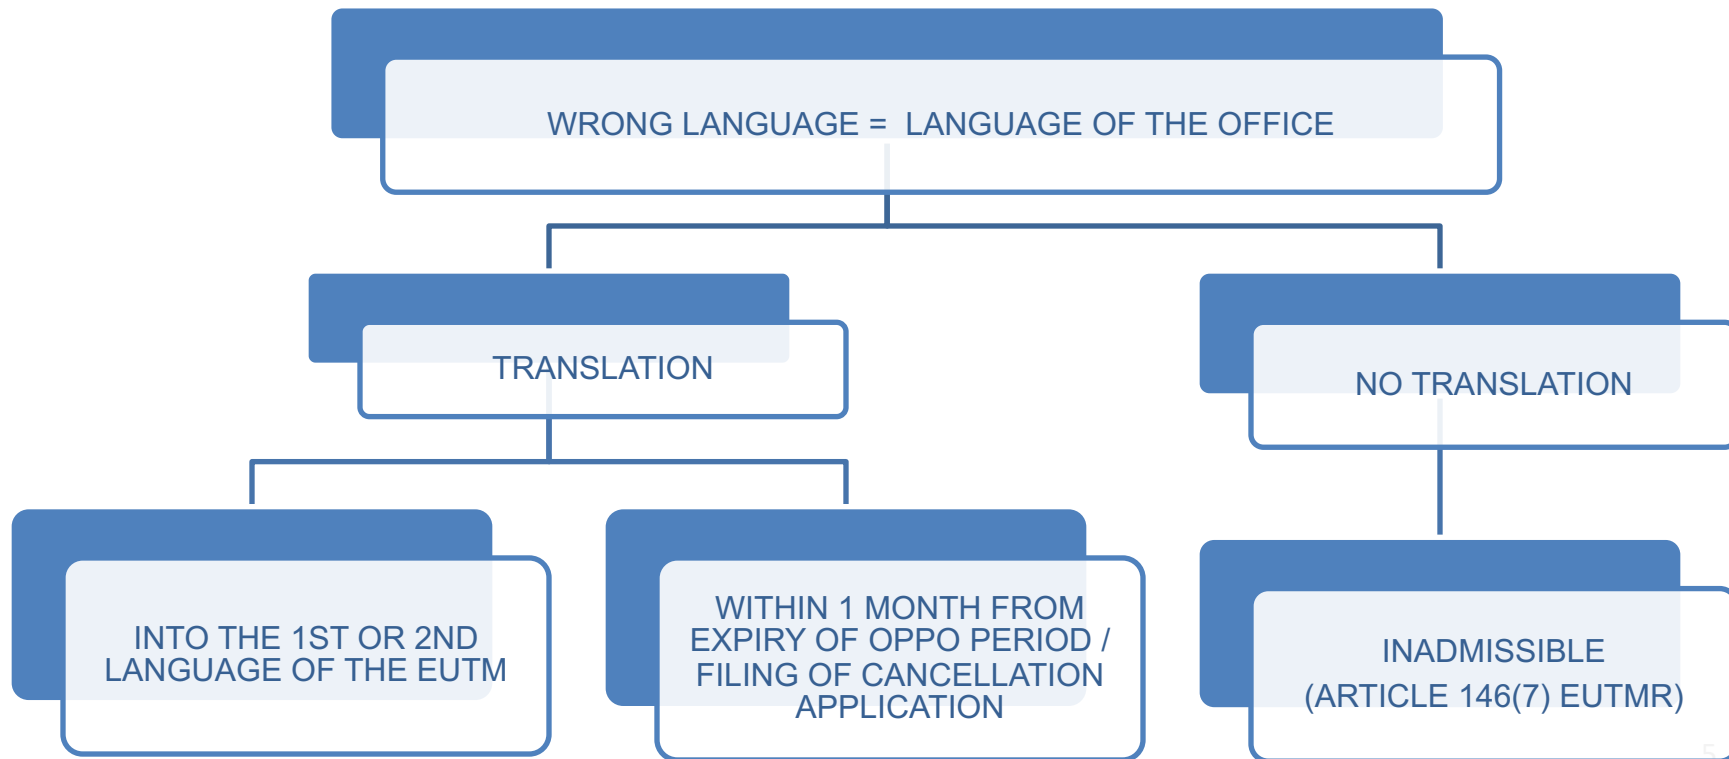 WRONG LANGUAGE = LANGUAGE OF THE OFFICE
TRANSLATION
NO TRANSLATION
INTO THE 1ST OR 2ND
LANGUAGE OF THE EUTM
WITHIN 1 MONTH FROM
EXPIRY OF OPPO PERIOD /
FILING OF CANCELLATION
APPLICATION
INADMISSIBLE
(ARTICLE 146(7) EUTMR)
5